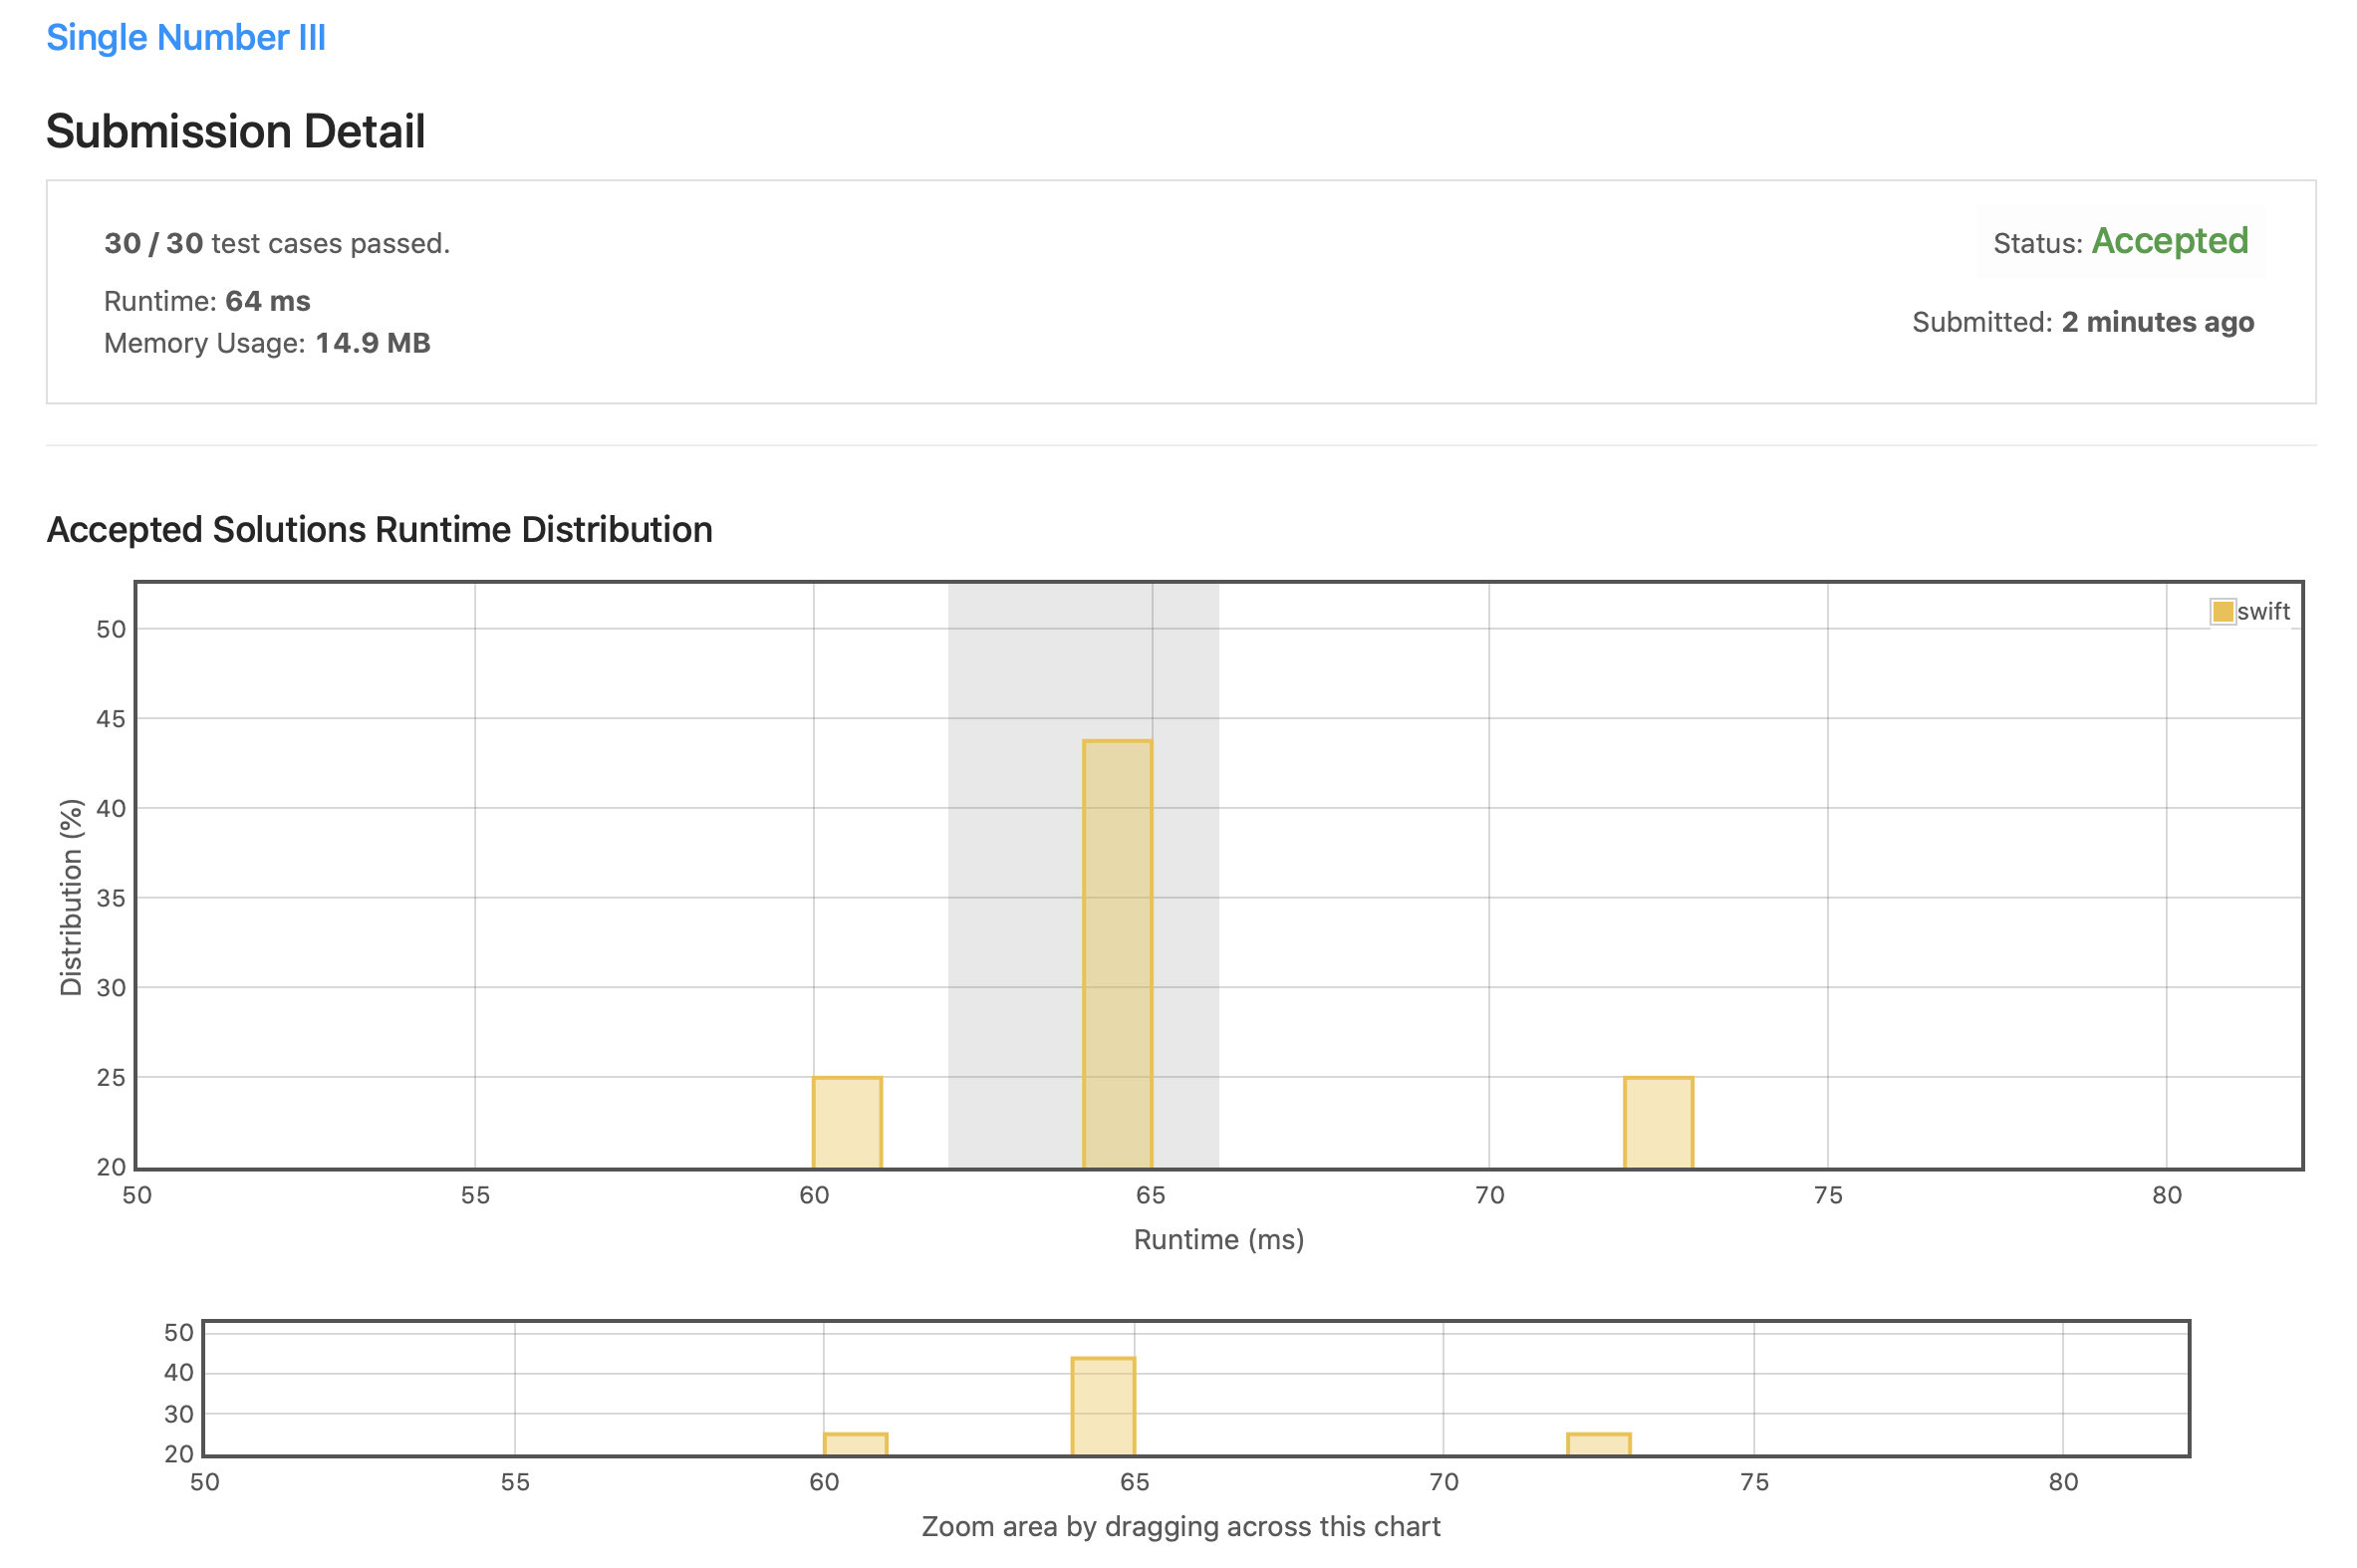 Single Number III
Submission Detail
30 / 30 test cases passed.
Status: Accepted
Runtime: 64 ms
Submitted: 2 minutes ago
Memory Usage: 14.9 MB
Accepted Solutions Runtime Distribution
swift
50
45
40
35
30
25
20
Distribution (%)
50 55 60 65 70 75 80
Runtime (ms)
50
40
30
20
50 55 60 65 70 75 80
Zoom area by dragging across this chart